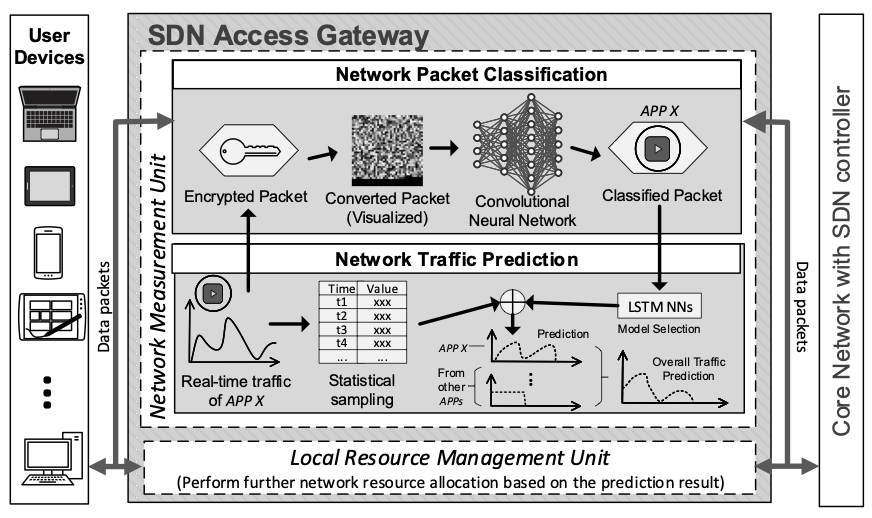 User
Devices
SDN Access Gateway
Network Measurement Unit
Network Packet Classification
APP X
Encrypted Packet
Converted Packet
(Visualized)
Convolutional
Neural Network
Classified Packet
Network Traffic Prediction
Time Value
t1 xxx
t2 xxx
t3 xxx
t4 xxx
... ...
LSTM NNs
Model Selection
Real-time traffic
of APP X
Statistical
sampling
APP X
Prediction
From
other
APPs
Overall Traffic
Prediction
Data packets
Data packets
Local Resource Management Unit
(Perform further network resource allocation based on the prediction result)
Core Network with SDN controller